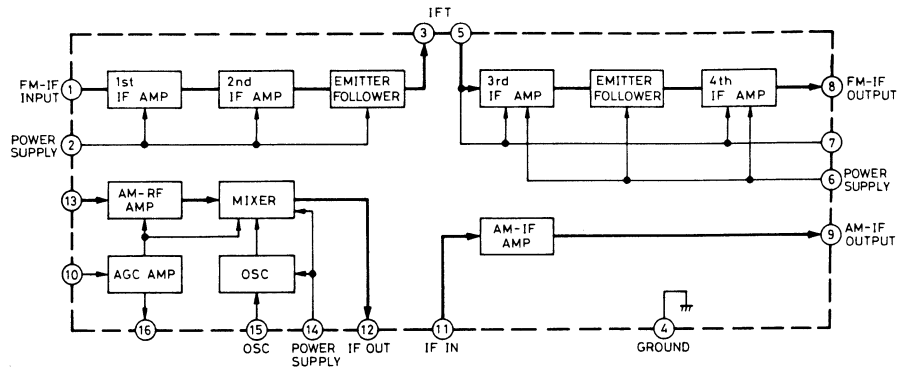 IFT
3
5
FM-IF
INPUT
1
1st
IF AMP
2nd
IF AMP
EMITTER
FOLLOWER
3rd
IF AMP
EMITTER
FOLLOWER
4th
IF AMP
8
FM-IF
OUTPUT
POWER
SUPPLY
2
7
6
POWER
SUPPLY
13
AM-RF
AMP
MIXER
AM-IF
AMP
9
AM-IF
OUTPUT
10
AGC AMP
OSC
16
15
14
12
11
4
OSC
POWER
SUPPLY
IF OUT
IF IN
GROUND